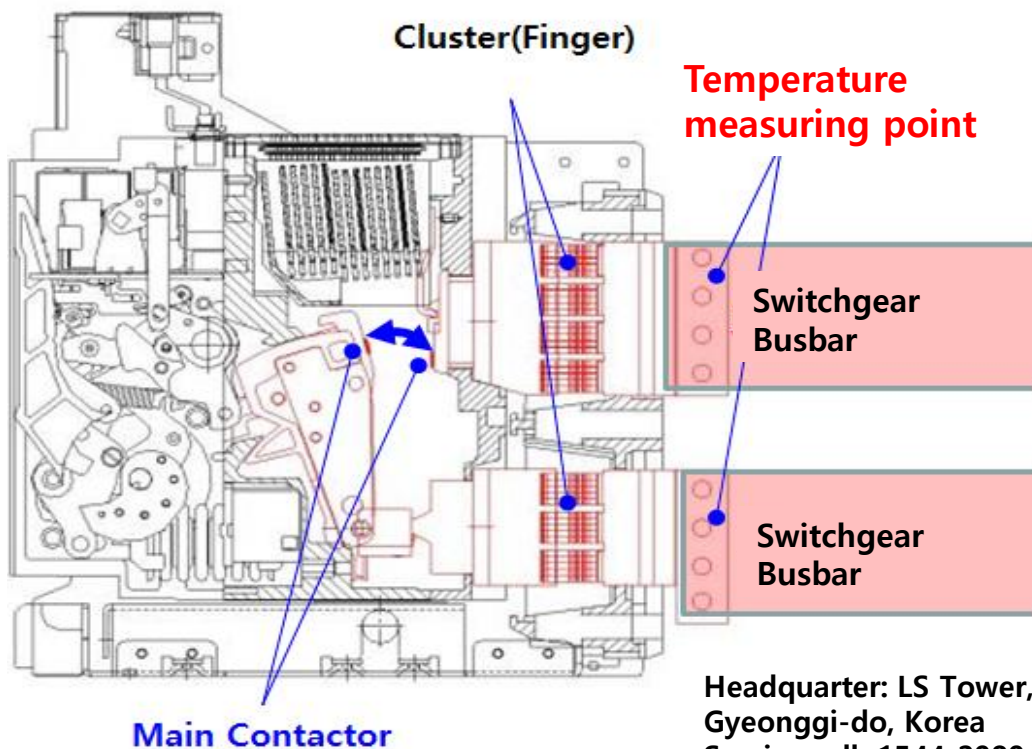 Cluster(Finger)
Temperature
measuring point
Switchgear
Busbar
Switchgear
Busbar
Main Contactor
Headquarter: LS Tower,
Gyeonggi-do, Korea